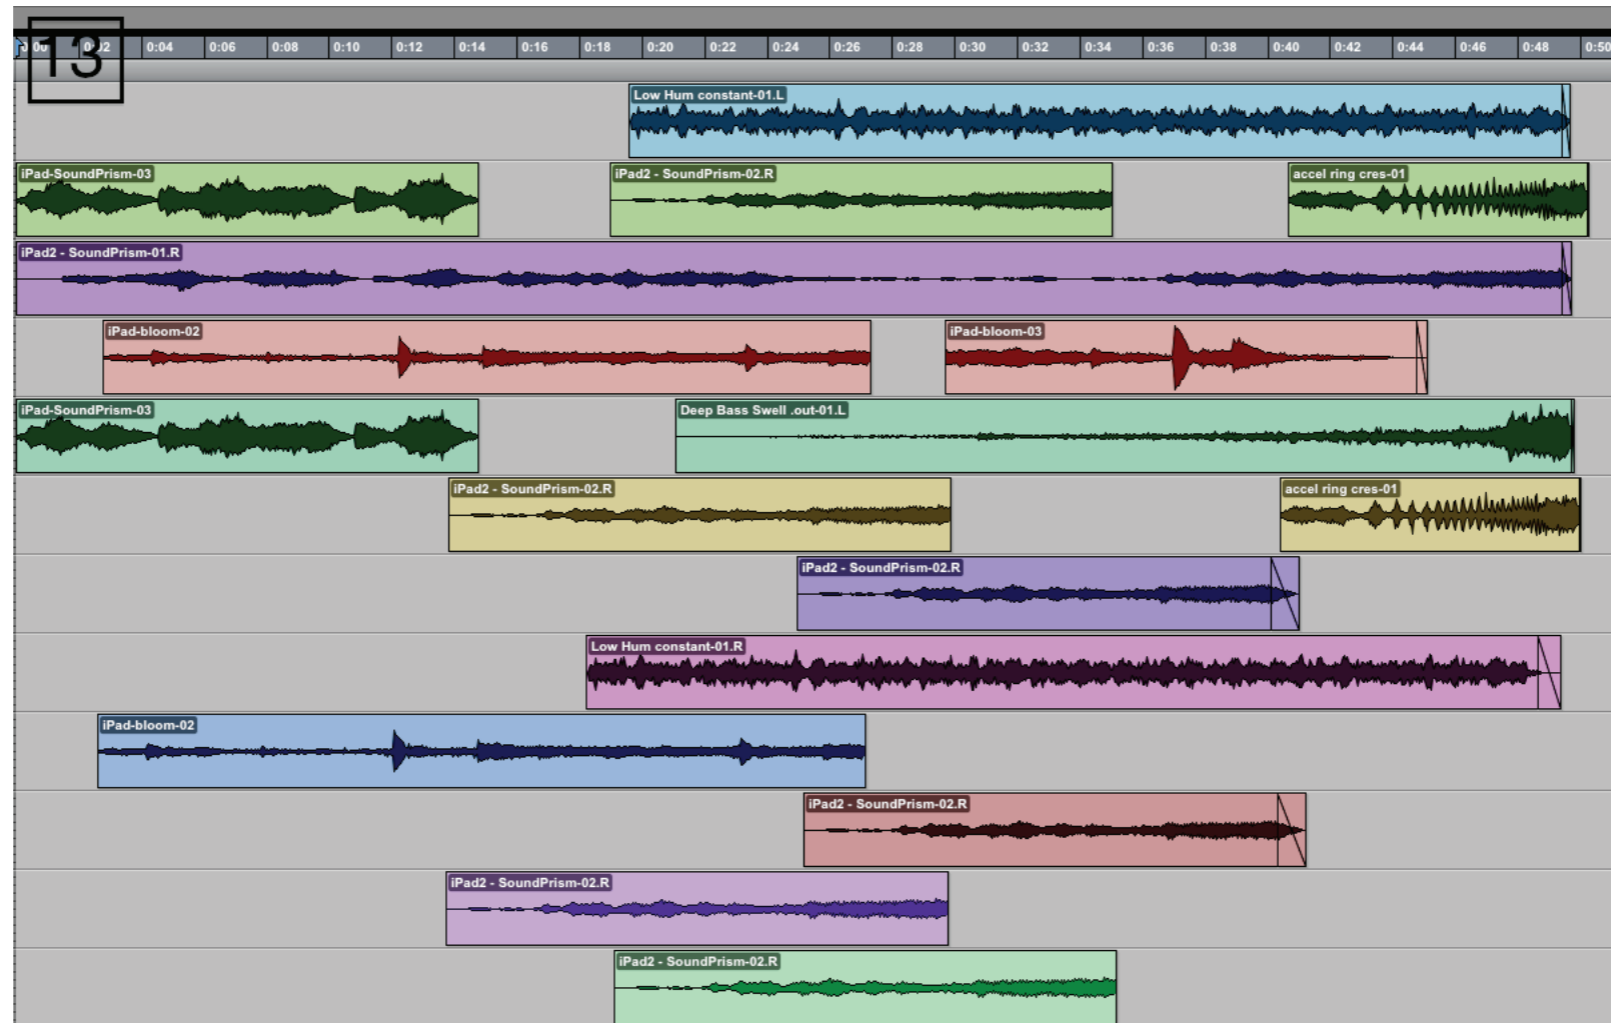 13
0:00 0:02 0:04 0:06 0:08 0:10 0:12 0:14 0:16 0:18 0:20 0:22 0:24 0:26 0:28 0:30 0:32 0:34 0:36 0:38 0:40 0:42 0:44 0:46 0:48 0:50
Low Hum constant-01.L
iPad-SoundPrism-03 iPad2 - SoundPrism-02.R accel ring cres-01
iPad2 - SoundPrism-01.R
iPad-bloom-02 iPad-bloom-03
iPad-SoundPrism-03 Deep Bass Swell .out-01.L
iPad2 - SoundPrism-02.R accel ring cres-01
iPad2 - SoundPrism-02.R
Low Hum constant-01.R
iPad-bloom-02
iPad2 - SoundPrism-02.R
iPad2 - SoundPrism-02.R
iPad2 - SoundPrism-02.R